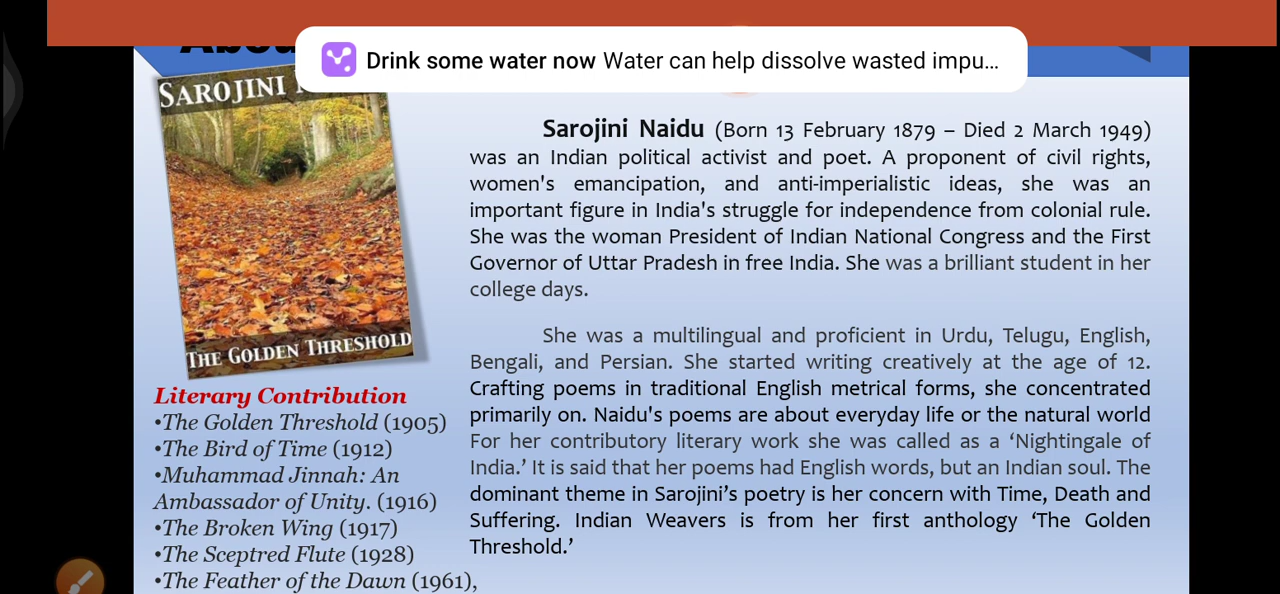 Drink some water now Water can help dissolve wasted impu...
SAROJINI
THE GOLDEN THRESHOLD
Literary Contribution
•The Golden Threshold (1905)
•The Bird of Time (1912)
•Muhammad Jinnah: An
Ambassador of Unity. (1916)
•The Broken Wing (1917)
•The Sceptred Flute (1928)
•The Feather of the Dawn (1961),
Sarojini Naidu (Born 13 February 1879 – Died 2 March 1949)
was an Indian political activist and poet. A proponent of civil rights,
women's emancipation, and anti-imperialistic ideas, she was an
important figure in India's struggle for independence from colonial rule.
She was the woman President of Indian National Congress and the First
Governor of Uttar Pradesh in free India. She was a brilliant student in her
college days.
She was a multilingual and proficient in Urdu, Telugu, English,
Bengali, and Persian. She started writing creatively at the age of 12.
Crafting poems in traditional English metrical forms, she concentrated
primarily on. Naidu's poems are about everyday life or the natural world
For her contributory literary work she was called as a ‘Nightingale of
India.’ It is said that her poems had English words, but an Indian soul. The
dominant theme in Sarojini’s poetry is her concern with Time, Death and
Suffering. Indian Weavers is from her first anthology ‘The Golden
Threshold.’